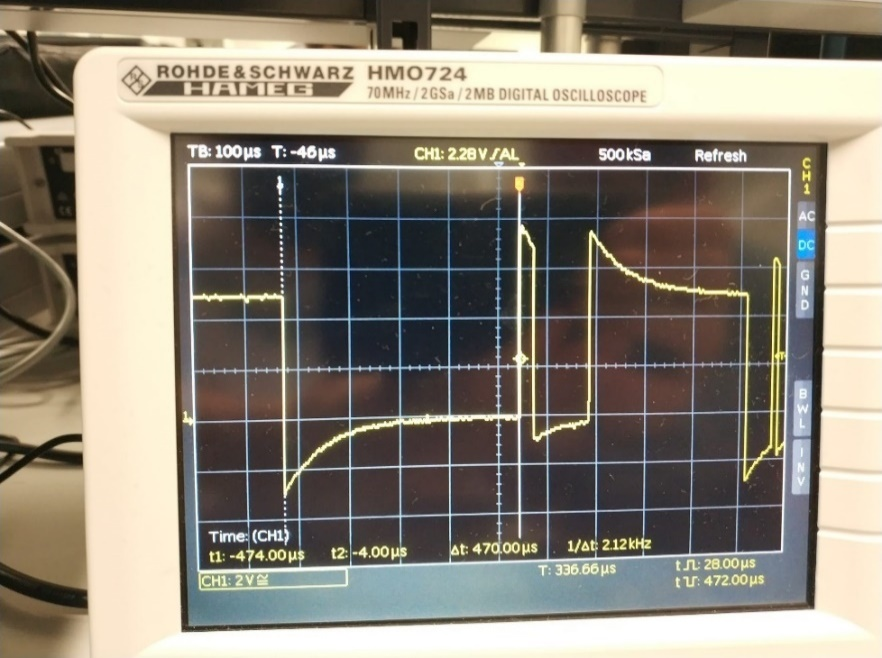 ROHDE&SCHWARZ HMO724
HAMEG 70MHz/2GSa/2MB DIGITAL OSCILLOSCOPE
TB: 100µs T: -46µs CH1: 2.28V / AL 500kSa Refresh
CH1
AC
DC
GND
BWL
INV
1
1
T
Time: (CH1)
t1: -474.00µs t2: -4.00µs Δt: 470.00µs 1/Δt: 2.12kHz
CH1: 2V≅ T: 336.66µs t⎍: 28.00µs
t: 472.00µs